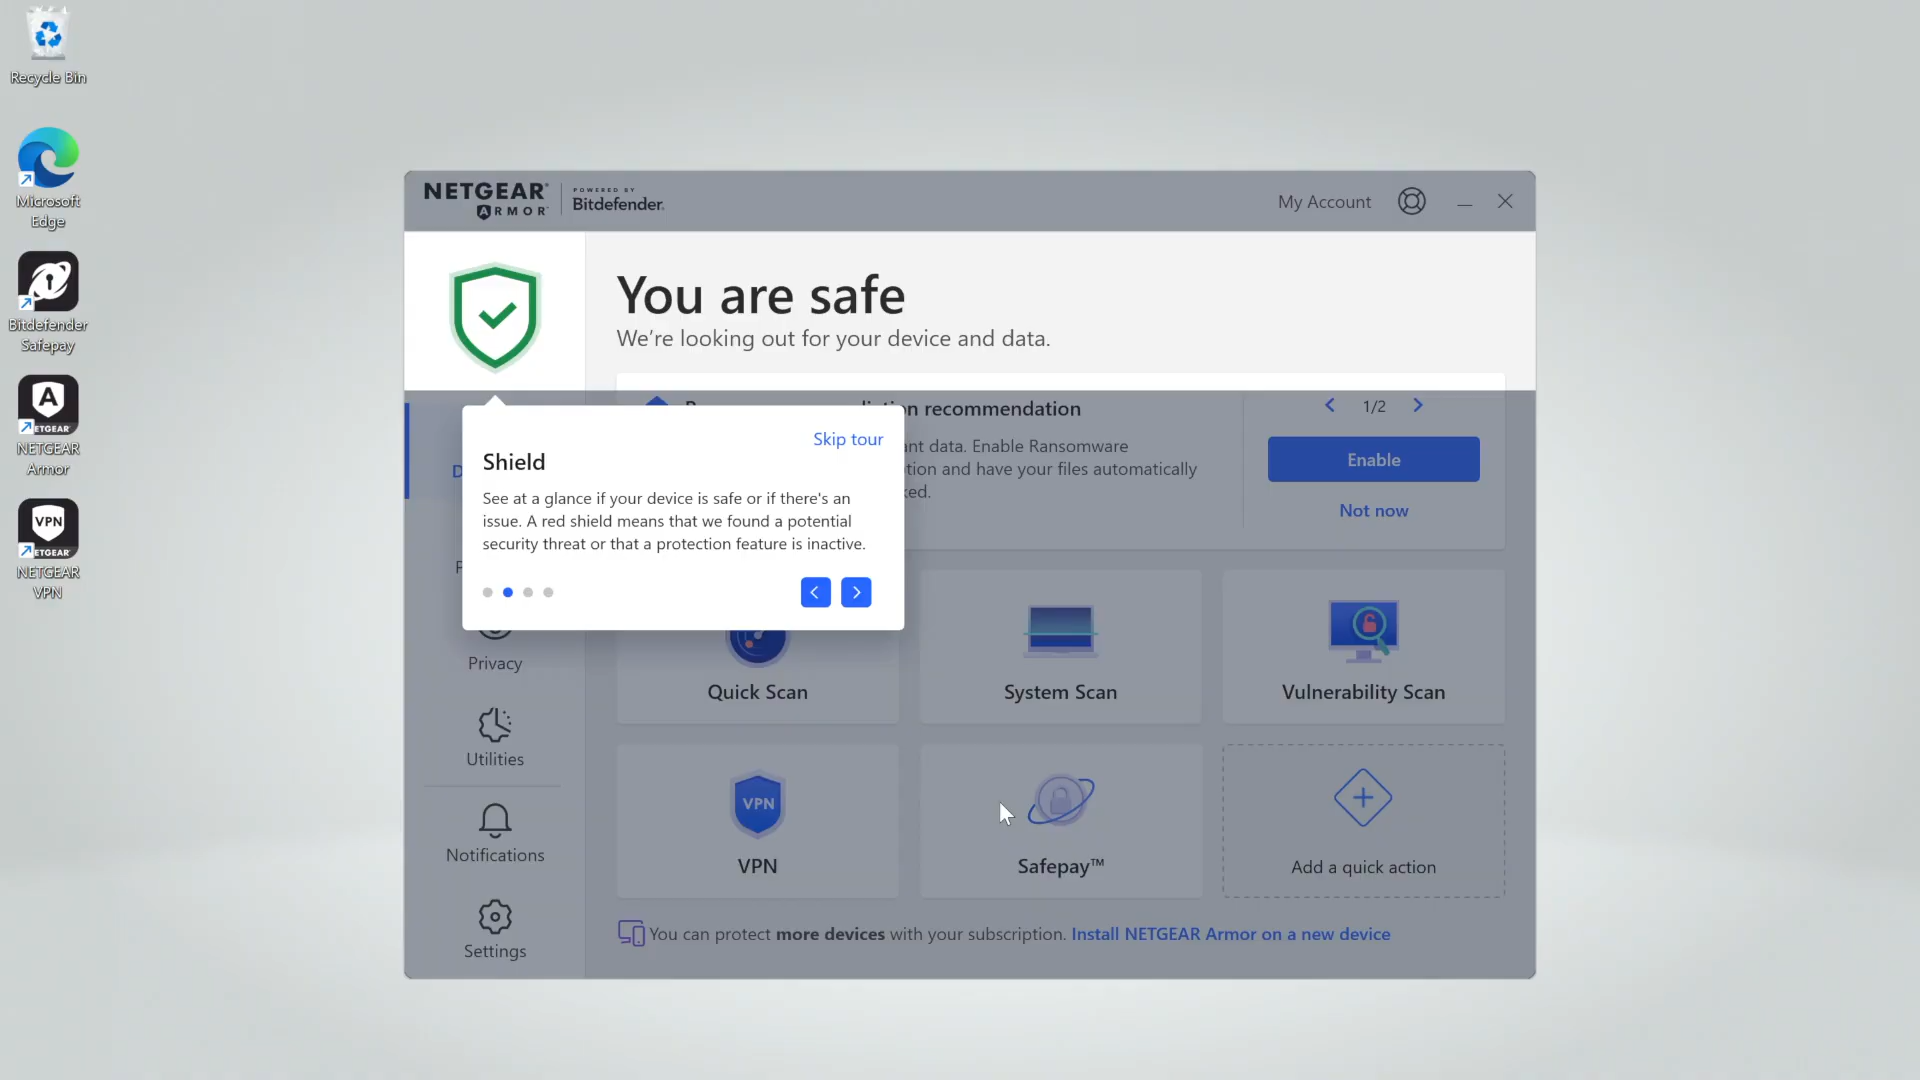 Recycle Bin
Microsoft
Edge
Bitdefender
Safepay
NETGEAR
NETGEAR
Armor
VPN
NETGEAR
NETGEAR
VPN
NETGEAR
ARMOR
POWERED BY
Bitdefender
My Account
You are safe
We're looking out for your device and data.
recommendation
1/2
data. Enable Ransomware
and have your files automatically
Enable
Not now
Skip tour
Shield
See at a glance if your device is safe or if there's an
issue. A red shield means that we found a potential
security threat or that a protection feature is inactive.
Privacy
Utilities
Notifications
Settings
Quick Scan
System Scan
Vulnerability Scan
VPN
VPN
Safepay™
Add a quick action
You can protect more devices with your subscription. Install NETGEAR Armor on a new device